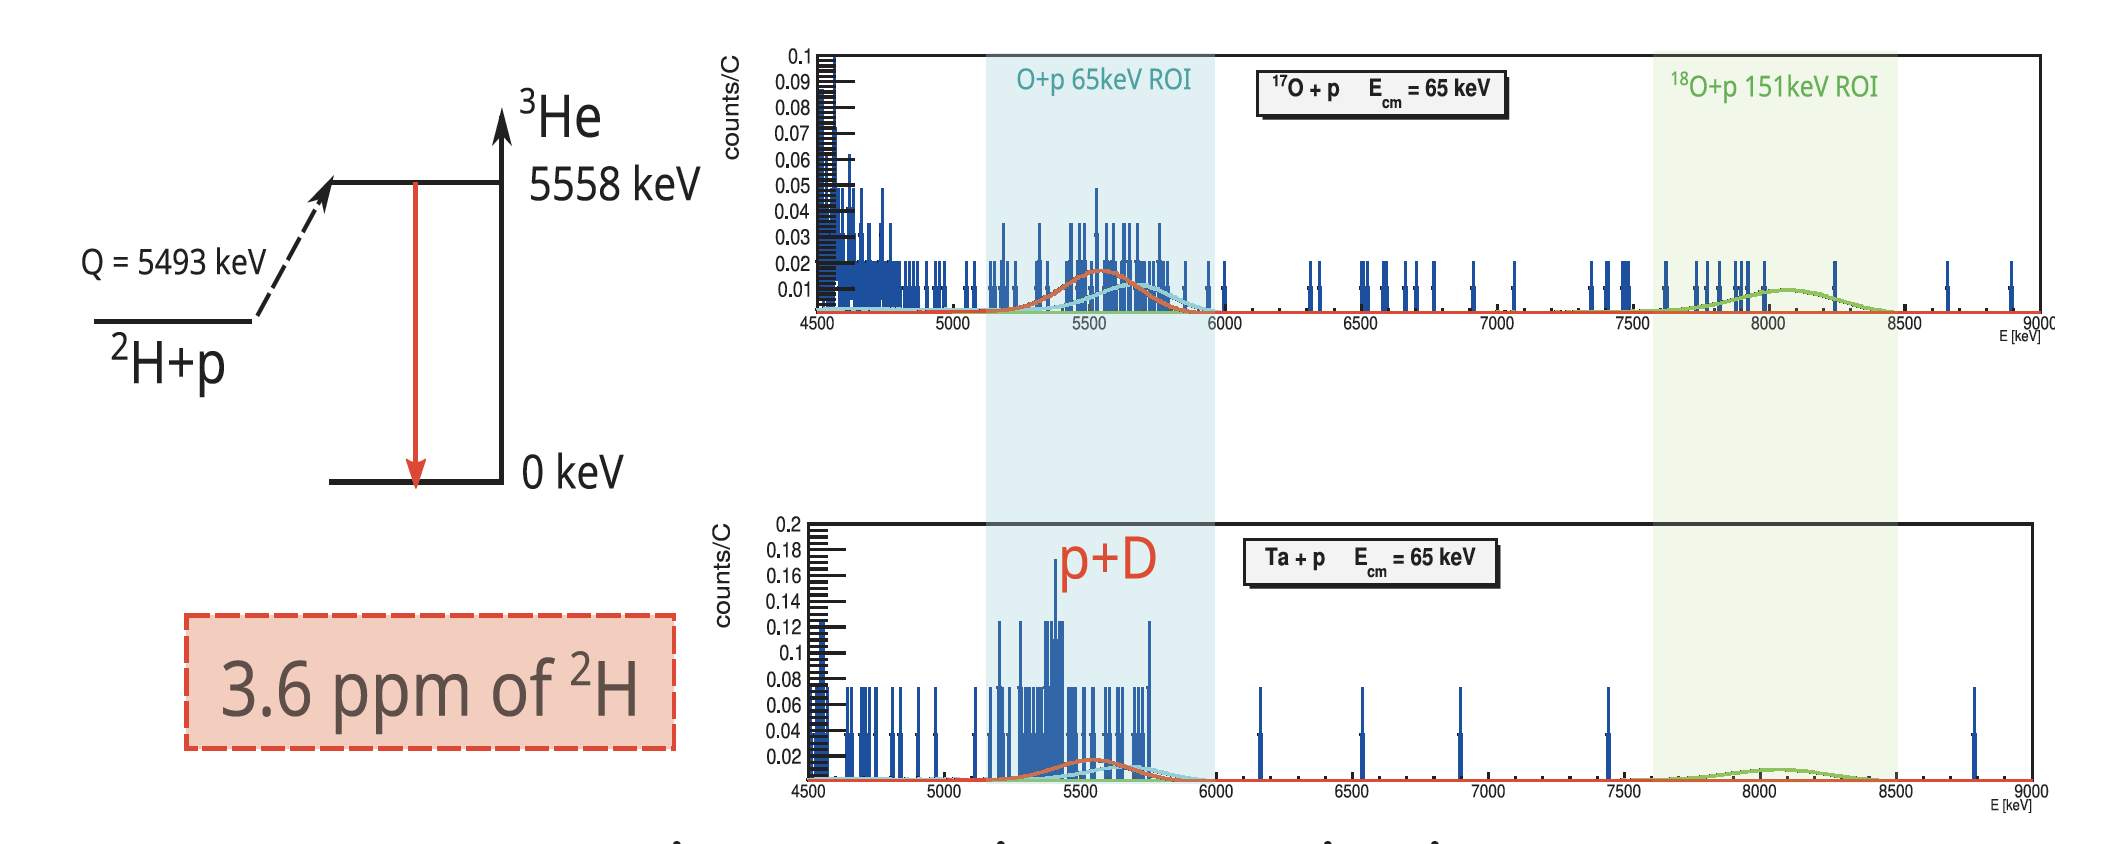 ³He
5558 keV
Q = 5493 keV
²H+p
0 keV
3.6 ppm of ²H
counts/C
0.1
0.09
0.08
0.07
0.06
0.05
0.04
0.03
0.02
0.01
O+p 65keV ROI
¹⁷O + p E_cm = 65 keV
¹⁸O+p 151keV ROI
4500 5000 5500 6000 6500 7000 7500 8000 8500 9000
E [keV]
counts/C
0.2
0.18
0.16
0.14
0.12
0.1
0.08
0.06
0.04
0.02
p+D
Ta + p E_cm = 65 keV
4500 5000 5500 6000 6500 7000 7500 8000 8500 9000
E [keV]